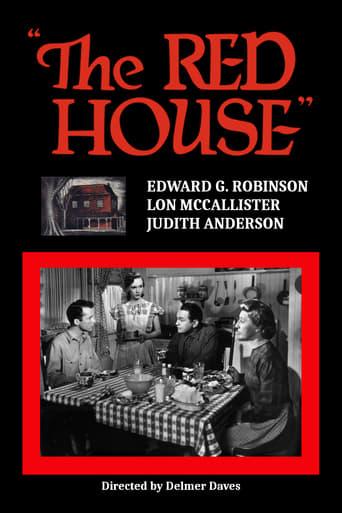 “The RED
HOUSE”
EDWARD G. ROBINSON
LON MCCALLISTER
JUDITH ANDERSON
Directed by Delmer Daves